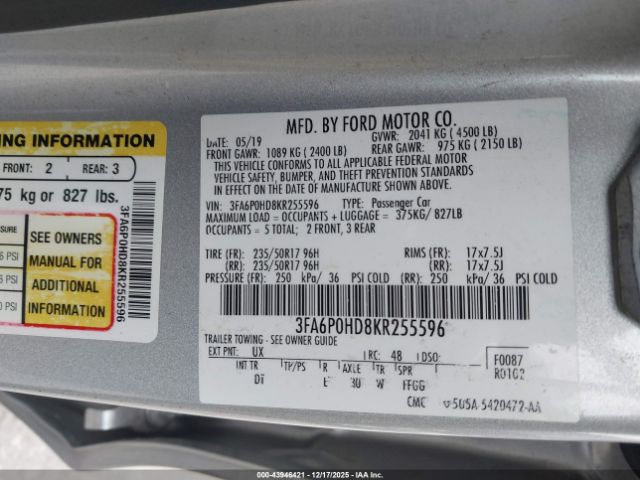 NG INFORMATION
FRONT: 2 REAR: 3
75 kg or 827 lbs.
SSURE
SEE OWNERS
MANUAL FOR
ADDITIONAL
INFORMATION
PSI
PSI
PSI
3FA6P0HD8KR255596
MFD. BY FORD MOTOR CO.
DATE: 05/19 GVWR: 2041 KG ( 4500 LB)
FRONT GAWR: 1089 KG ( 2400 LB) REAR GAWR: 975 KG ( 2150 LB)
THIS VEHICLE CONFORMS TO ALL APPLICABLE FEDERAL MOTOR
VEHICLE SAFETY, BUMPER, AND THEFT PREVENTION STANDARDS
IN EFFECT ON THE DATE OF MANUFACTURE SHOWN ABOVE.
VIN: 3FA6P0HD8KR255596 TYPE: Passenger Car
MAXIMUM LOAD = OCCUPANTS + LUGGAGE = 375KG/ 827LB
OCCUPANTS = 5 TOTAL; 2 FRONT, 3 REAR
TIRE (FR): 235/50R17 96H RIMS (FR): 17x7.5J
(RR): 235/50R17 96H (RR): 17x7.5J
PRESSURE (FR): 250 kPa/ 36 PSI COLD (RR): 250 kPa/ 36 PSI COLD
3FA6P0HD8KR255596
TRAILER TOWING - SEE OWNER GUIDE
EXT PNT: UX RC: 48 DSO: F0087
INT TR TP/PS R AXLE TR SPR R0102
W FFGG
CMC 5U5A-5420472-AA
000-43946421 - 12/17/2025 - Copart IAA